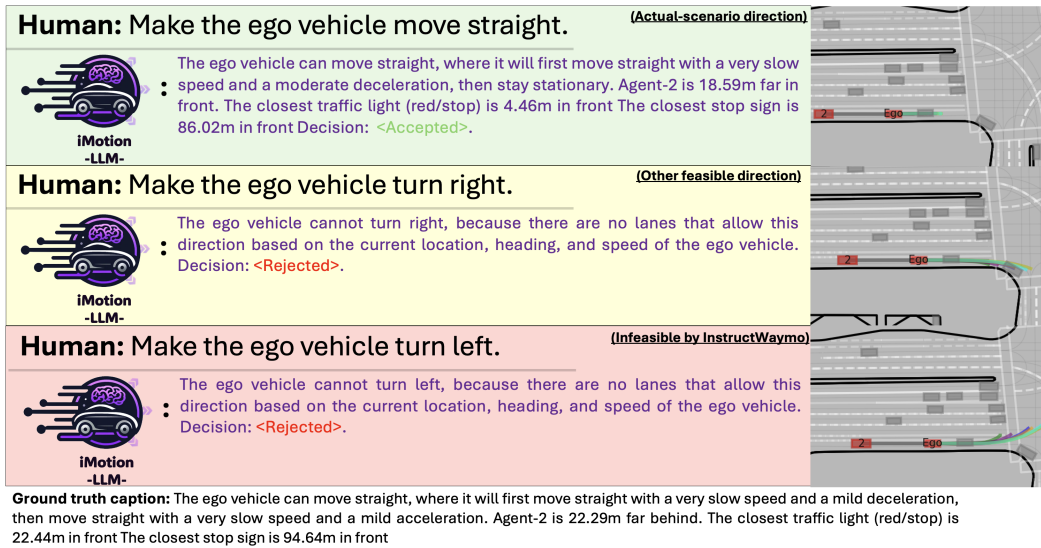 Human: Make the ego vehicle move straight.
(Actual-scenario direction)
The ego vehicle can move straight, where it will first move straight with a very slow
speed and a moderate deceleration, then stay stationary. Agent-2 is 18.59m far in
front. The closest traffic light (red/stop) is 4.46m in front The closest stop sign is
86.02m in front Decision: <Accepted>.
:
iMotion
-LLM-
2 Ego
Human: Make the ego vehicle turn right.
(Other feasible direction)
The ego vehicle cannot turn right, because there are no lanes that allow this
direction based on the current location, heading, and speed of the ego vehicle.
Decision: <Rejected>.
:
iMotion
-LLM-
2 Ego
Human: Make the ego vehicle turn left.
(Infeasible by InstructWaymo)
The ego vehicle cannot turn left, because there are no lanes that allow this
direction based on the current location, heading, and speed of the ego vehicle.
Decision: <Rejected>.
:
iMotion
-LLM-
2 Ego
Ground truth caption: The ego vehicle can move straight, where it will first move straight with a very slow speed and a mild deceleration,
then move straight with a very slow speed and a mild acceleration. Agent-2 is 22.29m far behind. The closest traffic light (red/stop) is
22.44m in front The closest stop sign is 94.64m in front